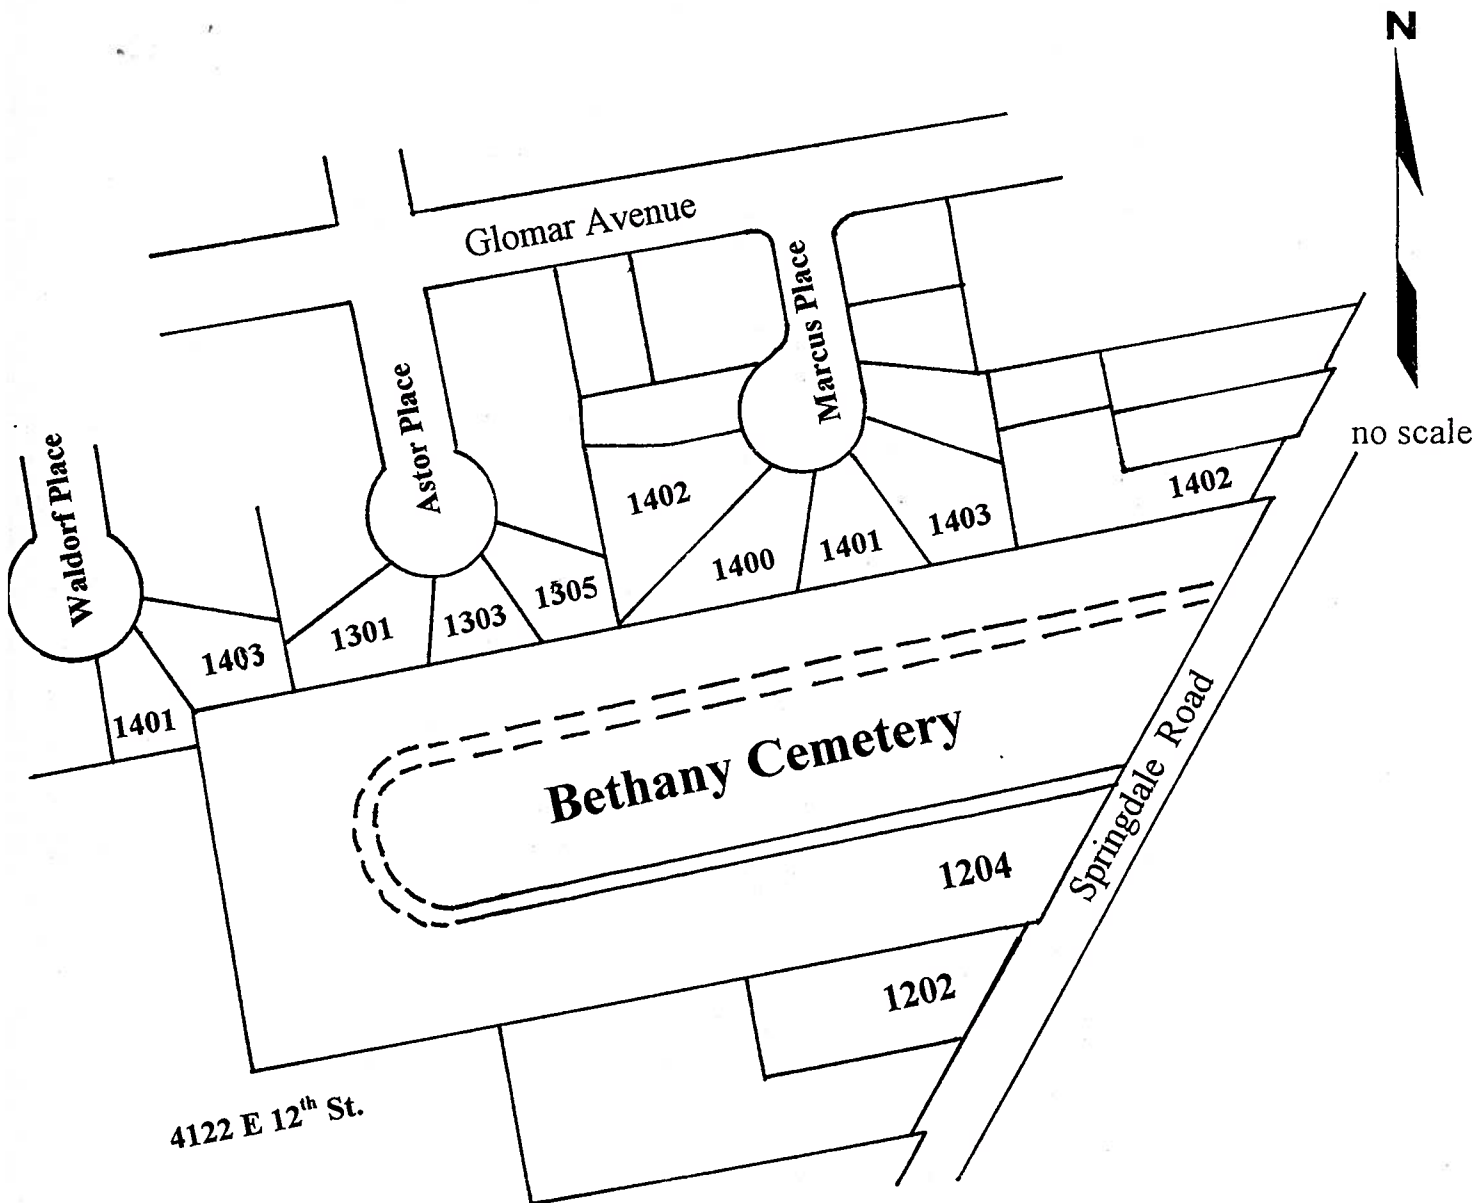 N
Glomar Avenue
Marcus Place
Astor Place
Waldorf Place
no scale
1402
1402
1403
1401
1400
1305
1303
1301
1403
1401
Bethany Cemetery
Springdale Road
1204
1202
4122 E 12th St.